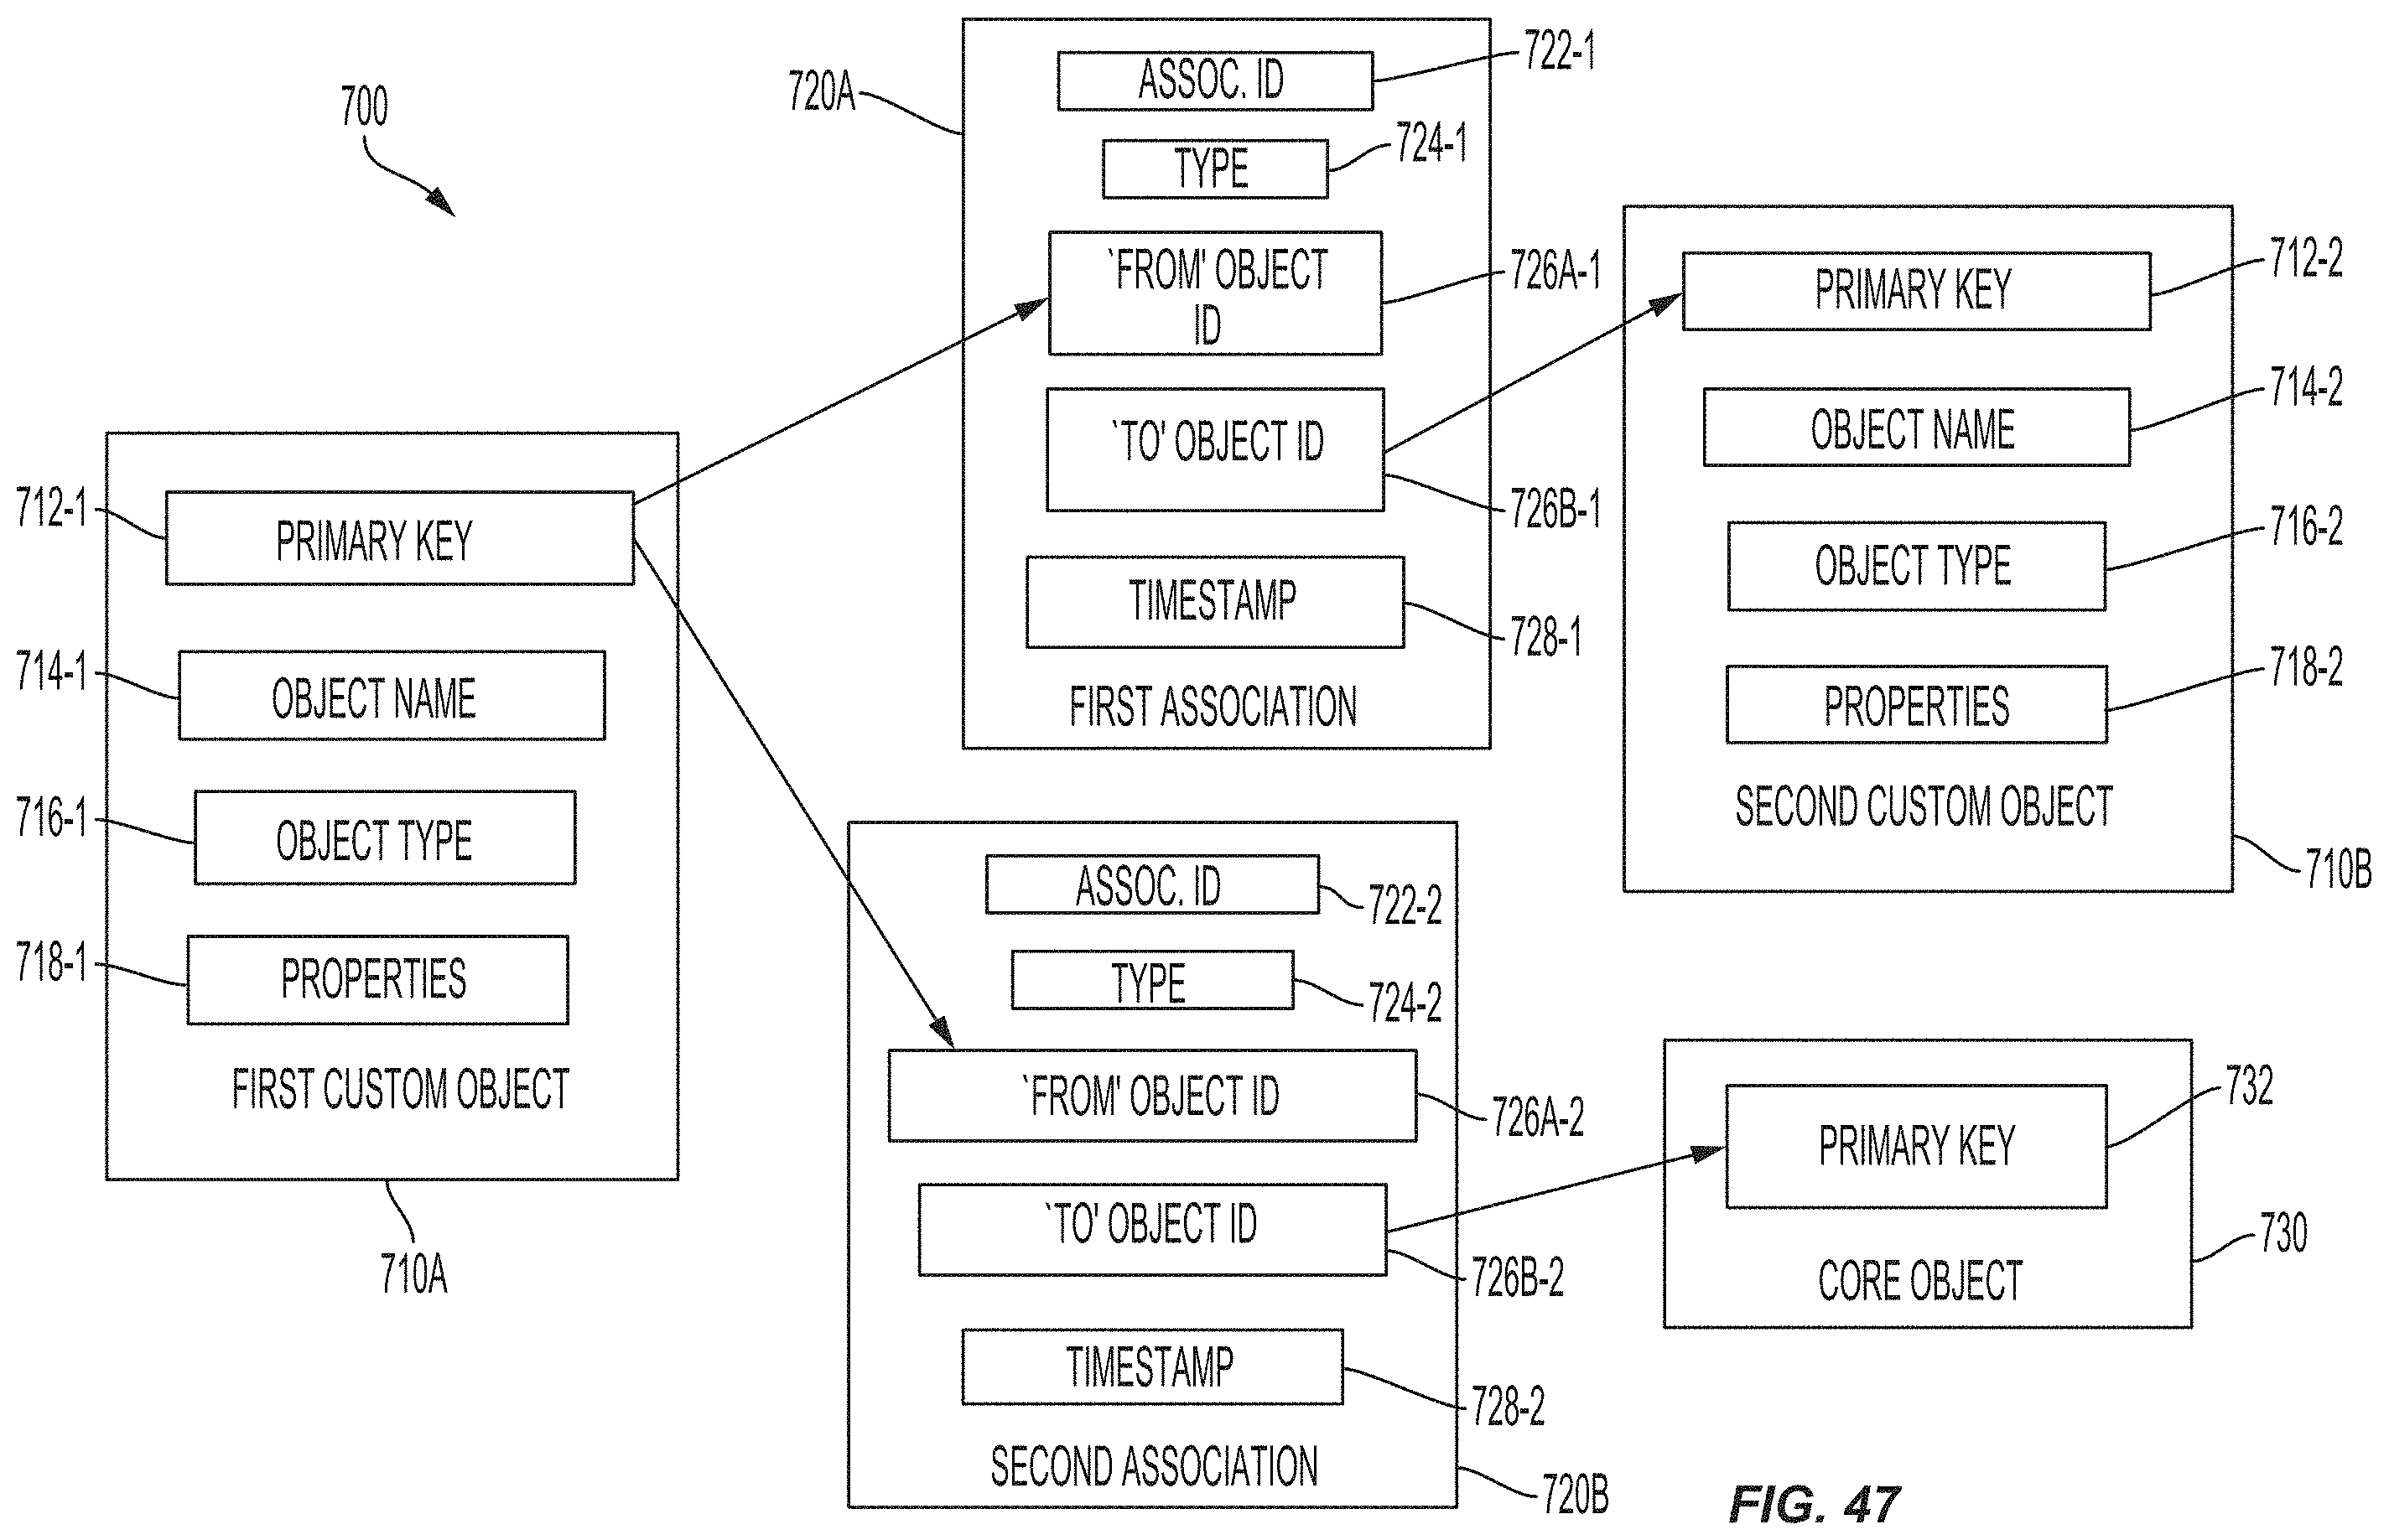 700
712-1
PRIMARY KEY
714-1
OBJECT NAME
716-1
OBJECT TYPE
718-1
PROPERTIES
FIRST CUSTOM OBJECT
710A
720A
ASSOC. ID
722-1
TYPE
724-1
`FROM' OBJECT
ID
726A-1
`TO' OBJECT ID
726B-1
TIMESTAMP
728-1
FIRST ASSOCIATION
PRIMARY KEY
712-2
OBJECT NAME
714-2
OBJECT TYPE
716-2
PROPERTIES
718-2
SECOND CUSTOM OBJECT
710B
ASSOC. ID
722-2
TYPE
724-2
`FROM' OBJECT ID
726A-2
`TO' OBJECT ID
726B-2
TIMESTAMP
728-2
SECOND ASSOCIATION
720B
PRIMARY KEY
732
CORE OBJECT
730
FIG. 47